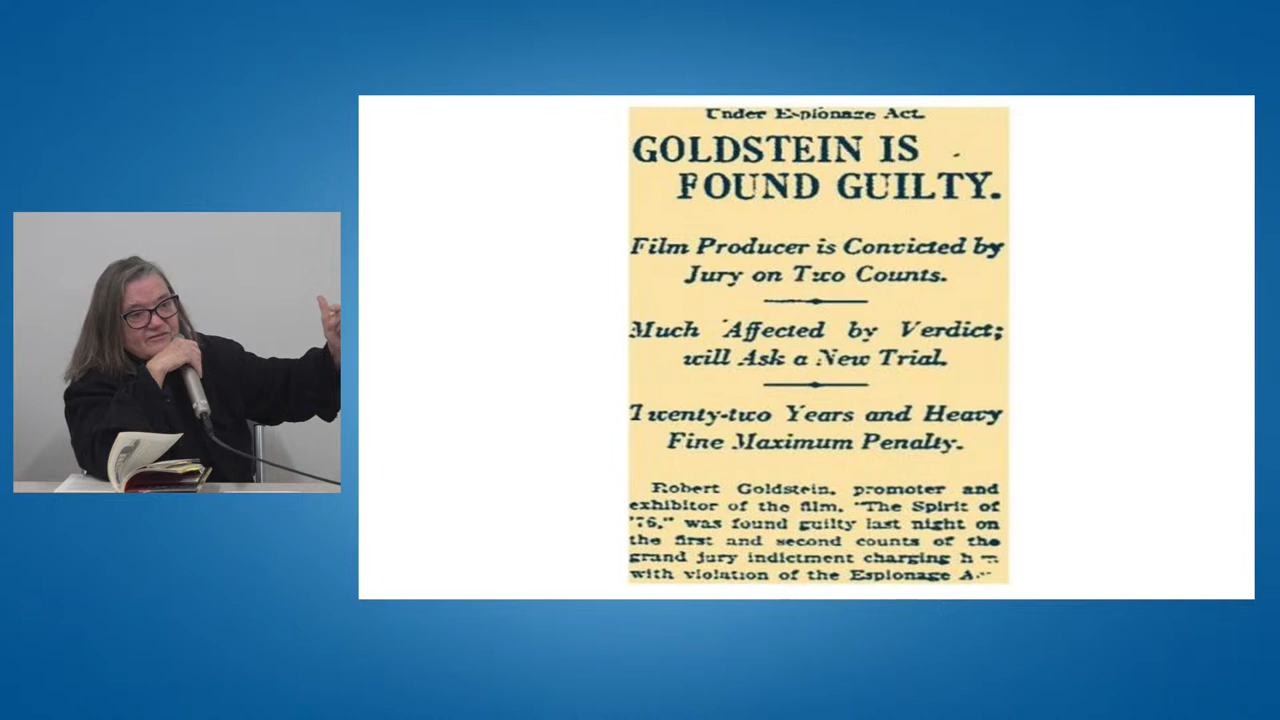 Under Espionage Act.
GOLDSTEIN IS
FOUND GUILTY.
Film Producer is Convicted by
Jury on Two Counts.
Much Affected by Verdict;
will Ask a New Trial.
Twenty-two Years and Heavy
Fine Maximum Penalty.
Robert Goldstein, promoter and
exhibitor of the film, "The Spirit of
'76," was found guilty last night on
the first and second counts of the
grand jury indictment charging
with violation of the Espionage